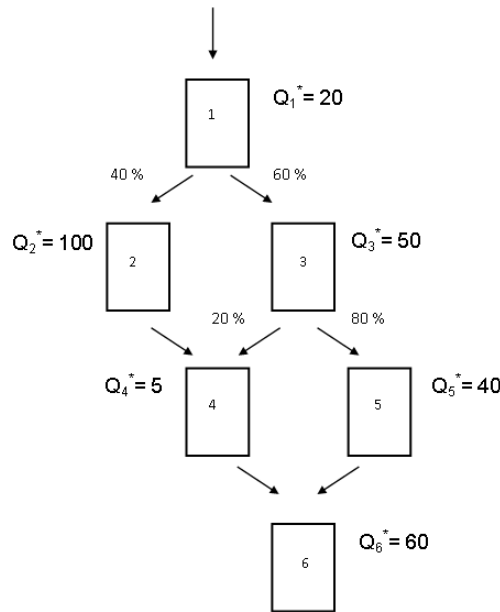 1
Q₁*= 20
40 %
60 %
Q₂*= 100
2
3
Q₃*= 50
20 %
80 %
Q₄*= 5
4
5
Q₅*= 40
6
Q₆*= 60